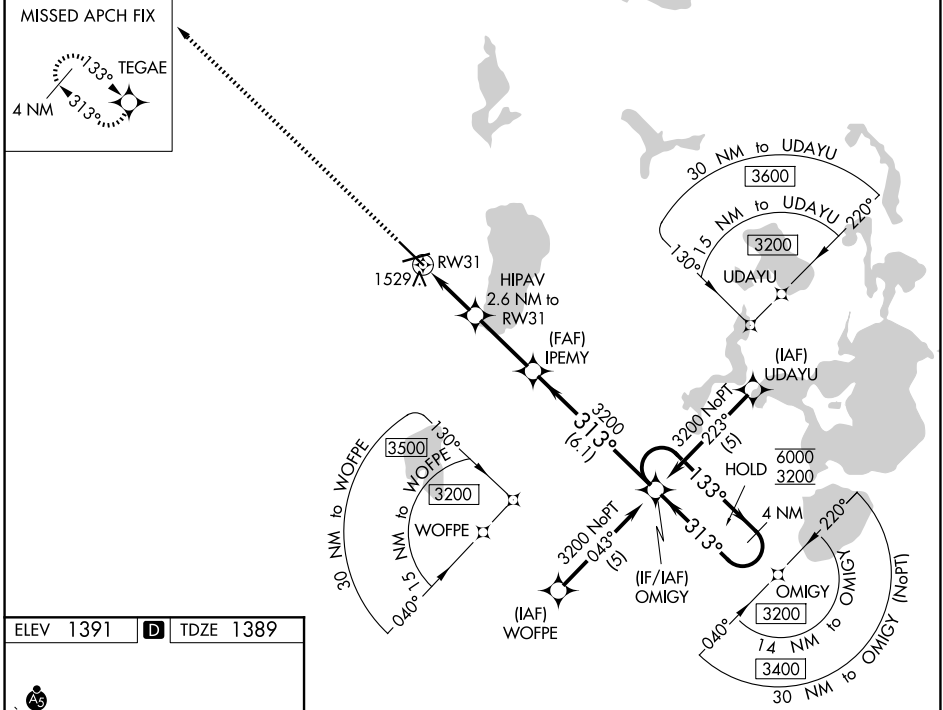 MISSED APCH FIX
133°
TEGAE
4 NM
313°
30 NM to UDAYU
3600
15 NM to UDAYU
220°
3200
130°
UDAYU
RW31
1529
HIPAV
2.6 NM to
RW31
(FAF)
IPEMY
(IAF)
UDAYU
3200
313°
(6.1)
3200 NoPT
223°
(5)
HOLD
6000
3200
133°
4 NM
313°
130°
3500
30 NM to WOFPE
15 NM to WOFPE
3200
WOFPE
040°
3200 NoPT
043°
(5)
(IF/IAF)
OMIGY
(IAF)
WOFPE
220°
OMIGY
040°
3200
14 NM to OMIGY
3400
30 NM to OMIGY (NoPT)
ELEV 1391 D TDZE 1389
A5